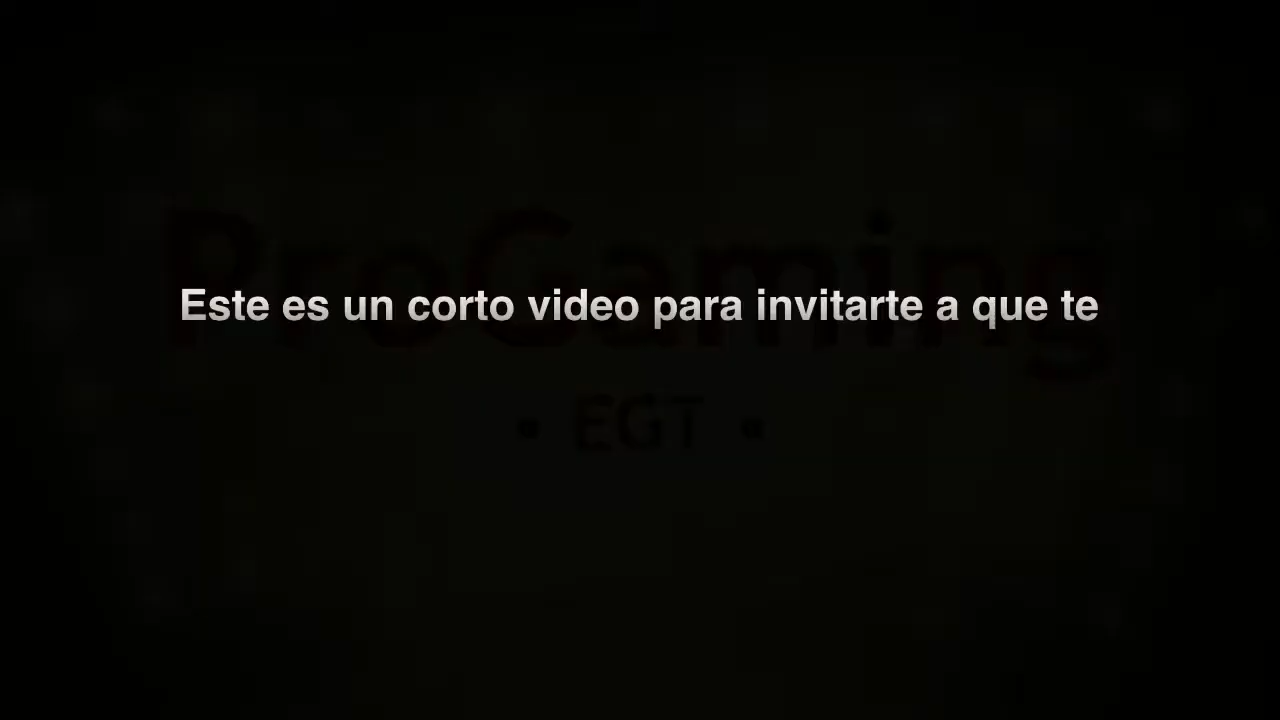 ProGaming
Este es un corto video para invitarte a que te
• EGT •